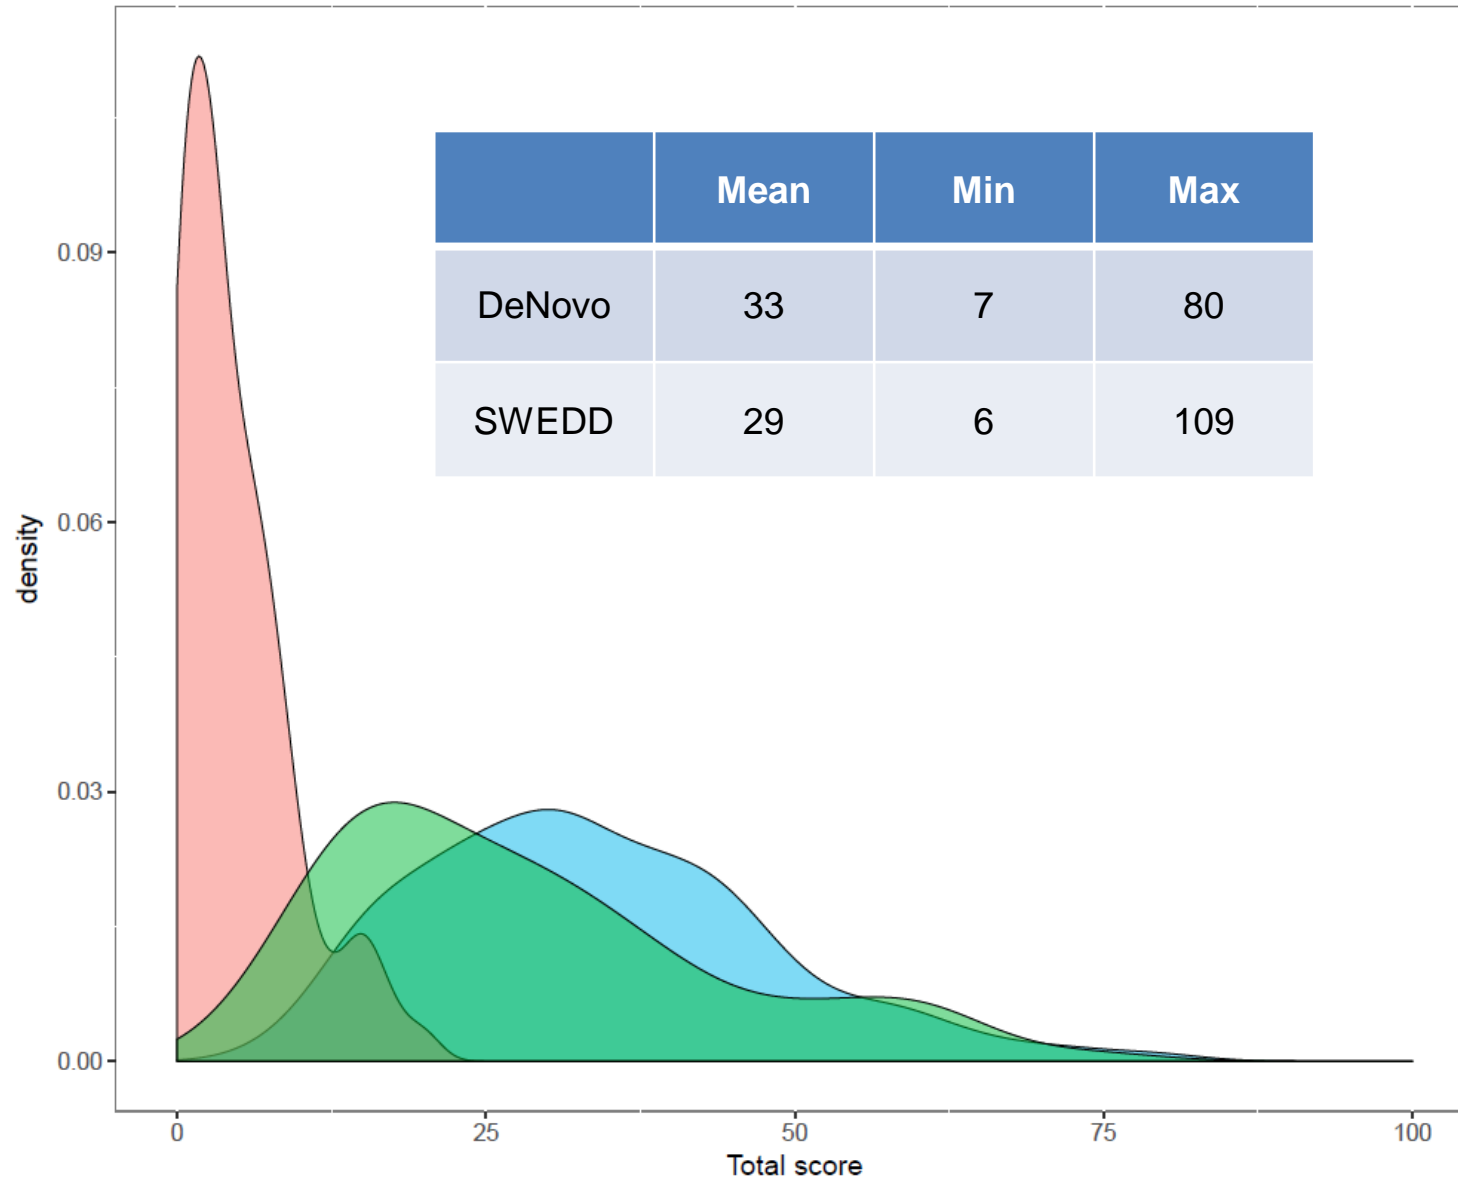 Mean Min Max
DeNovo 33 7 80
SWEDD 29 6 109
0.09
0.06
0.03
0.00
density
0 25 50 75 100
Total score